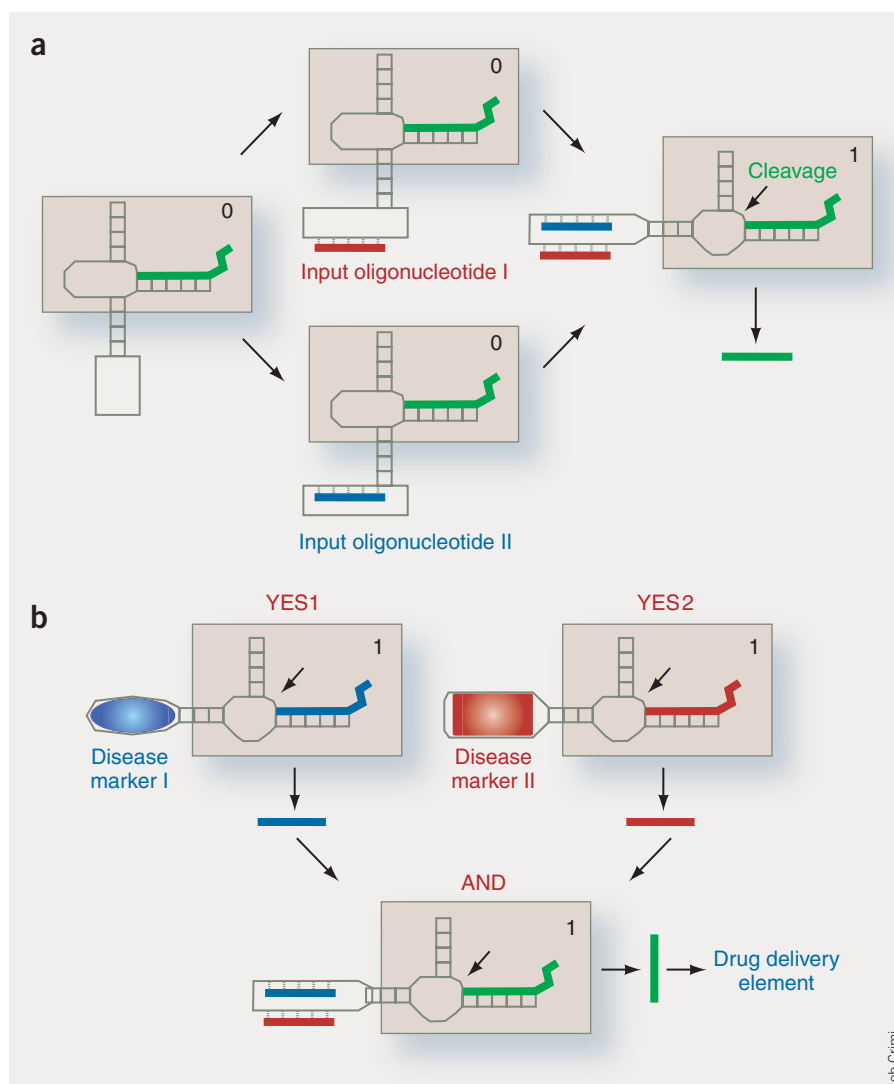 a
0
0
1
Cleavage
0
Input oligonucleotide I
0
Input oligonucleotide II
b
YES1
YES2
1
1
Disease
marker I
Disease
marker II
AND
1
Drug delivery
element